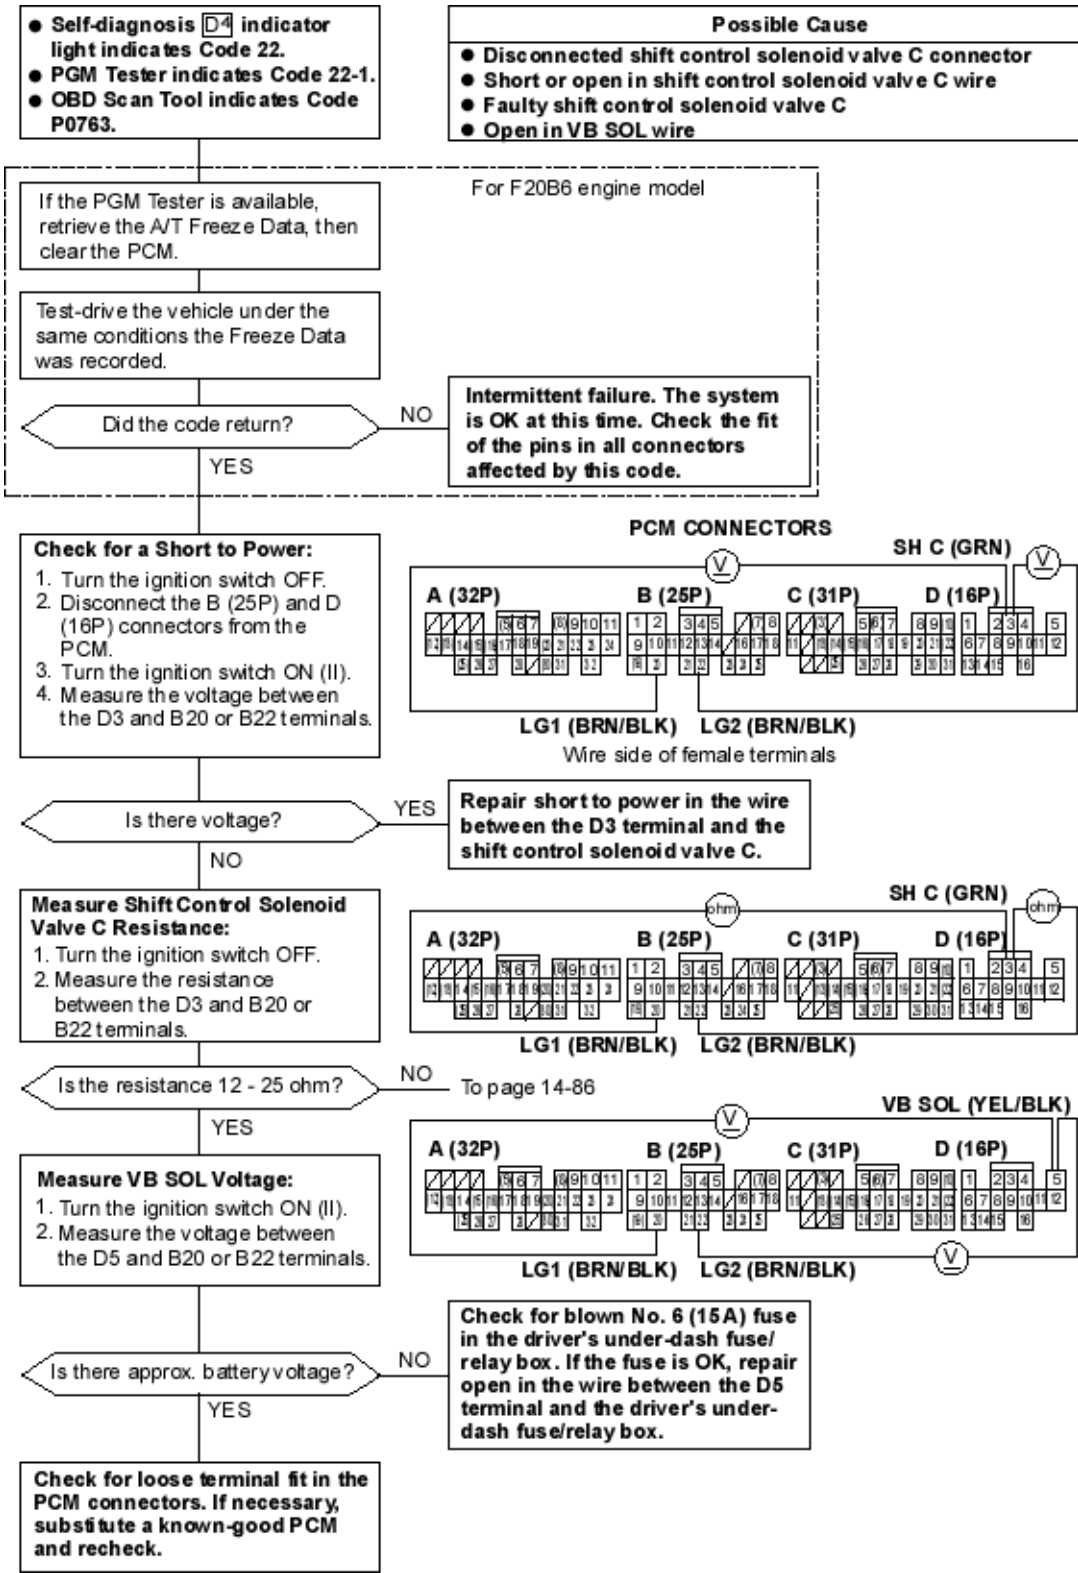 ● Self-diagnosis D4 indicator
light indicates Code 22.
● PGM Tester indicates Code 22-1.
● OBD Scan Tool indicates Code
P0763.
Possible Cause
● Disconnected shift control solenoid valve C connector
● Short or open in shift control solenoid valve C wire
● Faulty shift control solenoid valve C
● Open in VB SOL wire
For F20B6 engine model
If the PGM Tester is available,
retrieve the A/T Freeze Data, then
clear the PCM.
Test-drive the vehicle under the
same conditions the Freeze Data
was recorded.
Did the code return?
NO
Intermittent failure. The system
is OK at this time. Check the fit
of the pins in all connectors
affected by this code.
YES
Check for a Short to Power:
1. Turn the ignition switch OFF.
2. Disconnect the B (25P) and D
(16P) connectors from the
PCM.
3. Turn the ignition switch ON (II).
4. Measure the voltage between
the D3 and B20 or B22 terminals.
PCM CONNECTORS
SH C (GRN)
V
V
A (32P)
B (25P)
C (31P)
D (16P)
LG1 (BRN/BLK)
LG2 (BRN/BLK)
Wire side of female terminals
Is there voltage?
YES
Repair short to power in the wire
between the D3 terminal and the
shift control solenoid valve C.
NO
Measure Shift Control Solenoid
Valve C Resistance:
1. Turn the ignition switch OFF.
2. Measure the resistance
between the D3 and B20 or
B22 terminals.
SH C (GRN)
ohm
ohm
A (32P)
B (25P)
C (31P)
D (16P)
LG1 (BRN/BLK)
LG2 (BRN/BLK)
Is the resistance 12 - 25 ohm?
NO
To page 14-86
YES
Measure VB SOL Voltage:
1. Turn the ignition switch ON (II).
2. Measure the voltage between
the D5 and B20 or B22 terminals.
VB SOL (YEL/BLK)
V
A (32P)
B (25P)
C (31P)
D (16P)
V
LG1 (BRN/BLK)
LG2 (BRN/BLK)
Is there approx. battery voltage?
NO
Check for blown No. 6 (15A) fuse
in the driver's under-dash fuse/
relay box. If the fuse is OK, repair
open in the wire between the D5
terminal and the driver's under-
dash fuse/relay box.
YES
Check for loose terminal fit in the
PCM connectors. If necessary,
substitute a known-good PCM
and recheck.